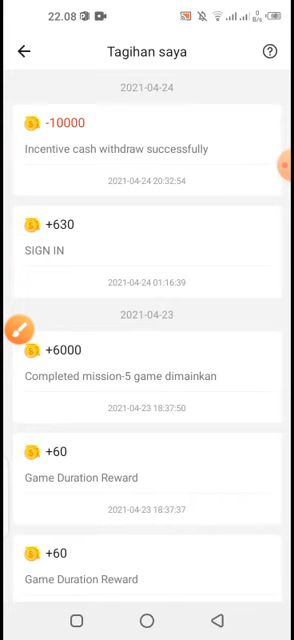 22.08
0
B/s
Tagihan saya
2021-04-24
-10000
Incentive cash withdraw successfully
2021-04-24 20:32:54
+630
SIGN IN
2021-04-24 01:16:39
2021-04-23
+6000
Completed mission-5 game dimainkan
2021-04-23 18:37:50
+60
Game Duration Reward
2021-04-23 18:37:37
+60
Game Duration Reward